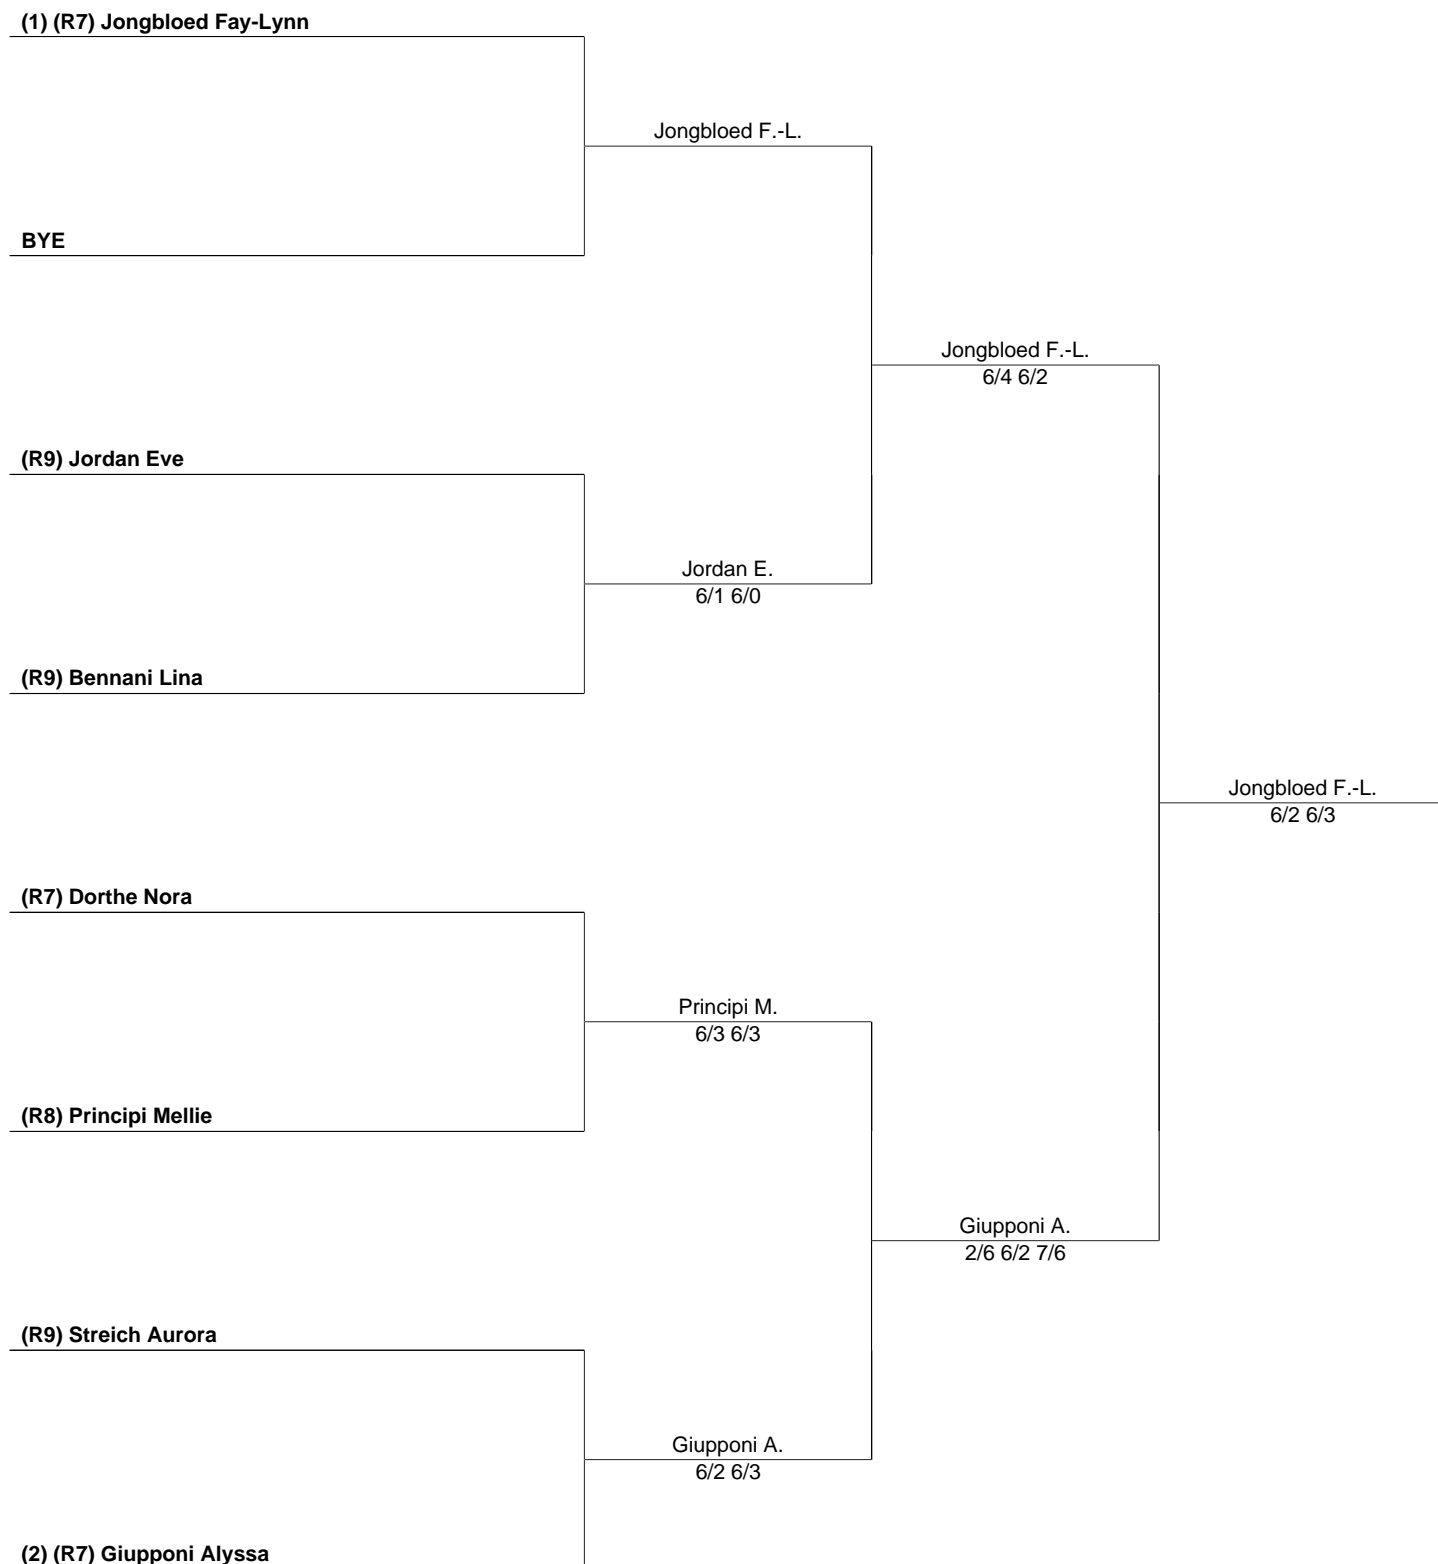 (1) (R7) Jongbloed Fay-Lynn
Jongbloed F.-L.
BYE
Jongbloed F.-L.
6/4 6/2
(R9) Jordan Eve
Jordan E.
6/1 6/0
(R9) Bennani Lina
Jongbloed F.-L.
6/2 6/3
(R7) Dorthe Nora
Principi M.
6/3 6/3
(R8) Principi Mellie
Giupponi A.
2/6 6/2 7/6
(R9) Streich Aurora
Giupponi A.
6/2 6/3
(2) (R7) Giupponi Alyssa